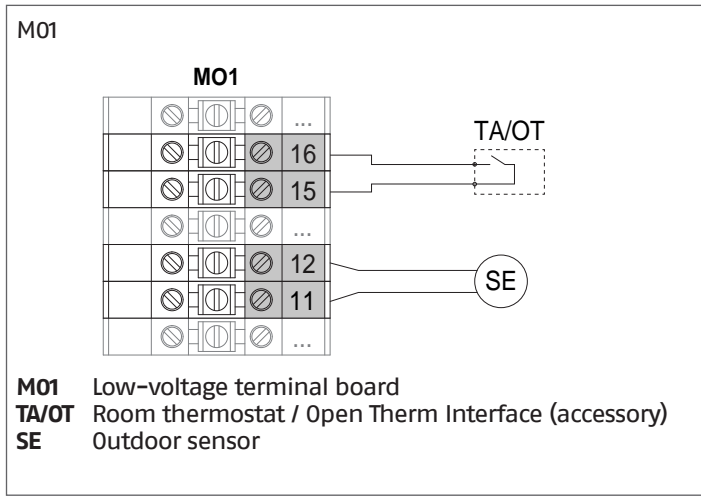 M01
MO1
...
16
TA/OT
15
...
12
SE
11
...
M01 Low-voltage terminal board
TA/OT Room thermostat / Open Therm Interface (accessory)
SE Outdoor sensor